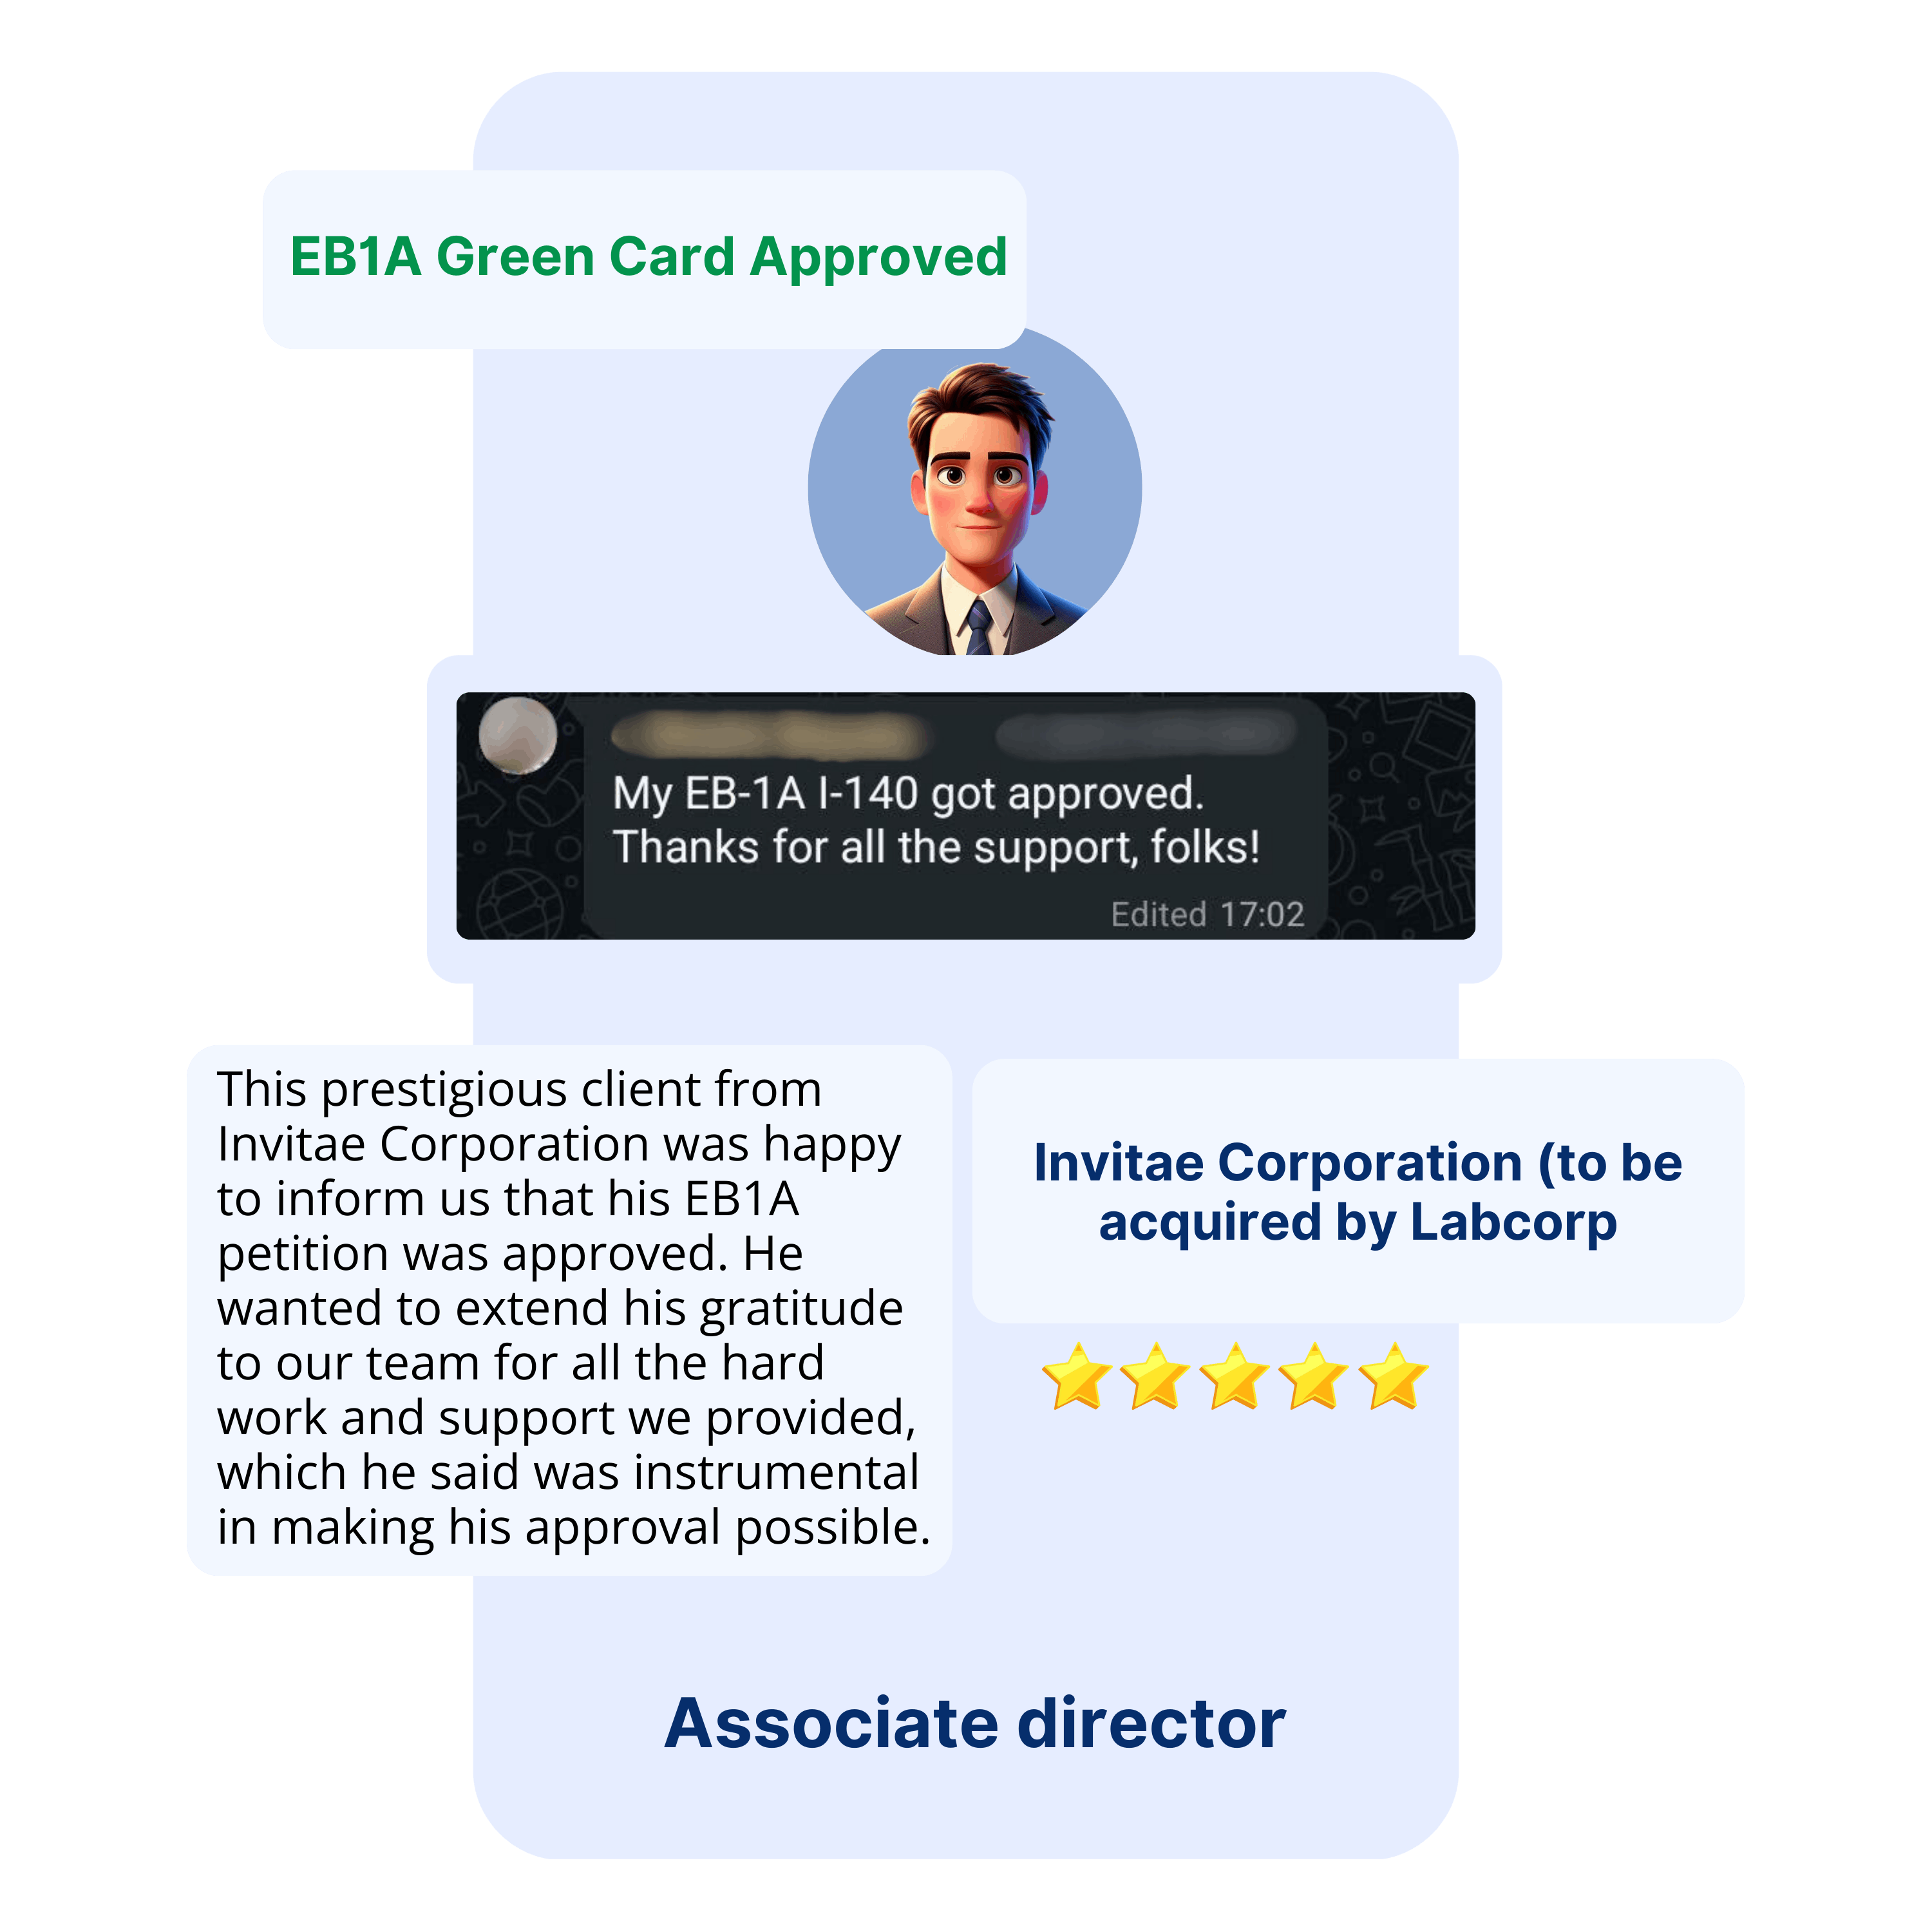 EB1A Green Card Approved
My EB-1A I-140 got approved.
Thanks for all the support, folks!
Edited 17:02
This prestigious client from
Invitae Corporation was happy
to inform us that his EB1A
petition was approved. He
wanted to extend his gratitude
to our team for all the hard
work and support we provided,
which he said was instrumental
in making his approval possible.
Invitae Corporation (to be
acquired by Labcorp
Associate director